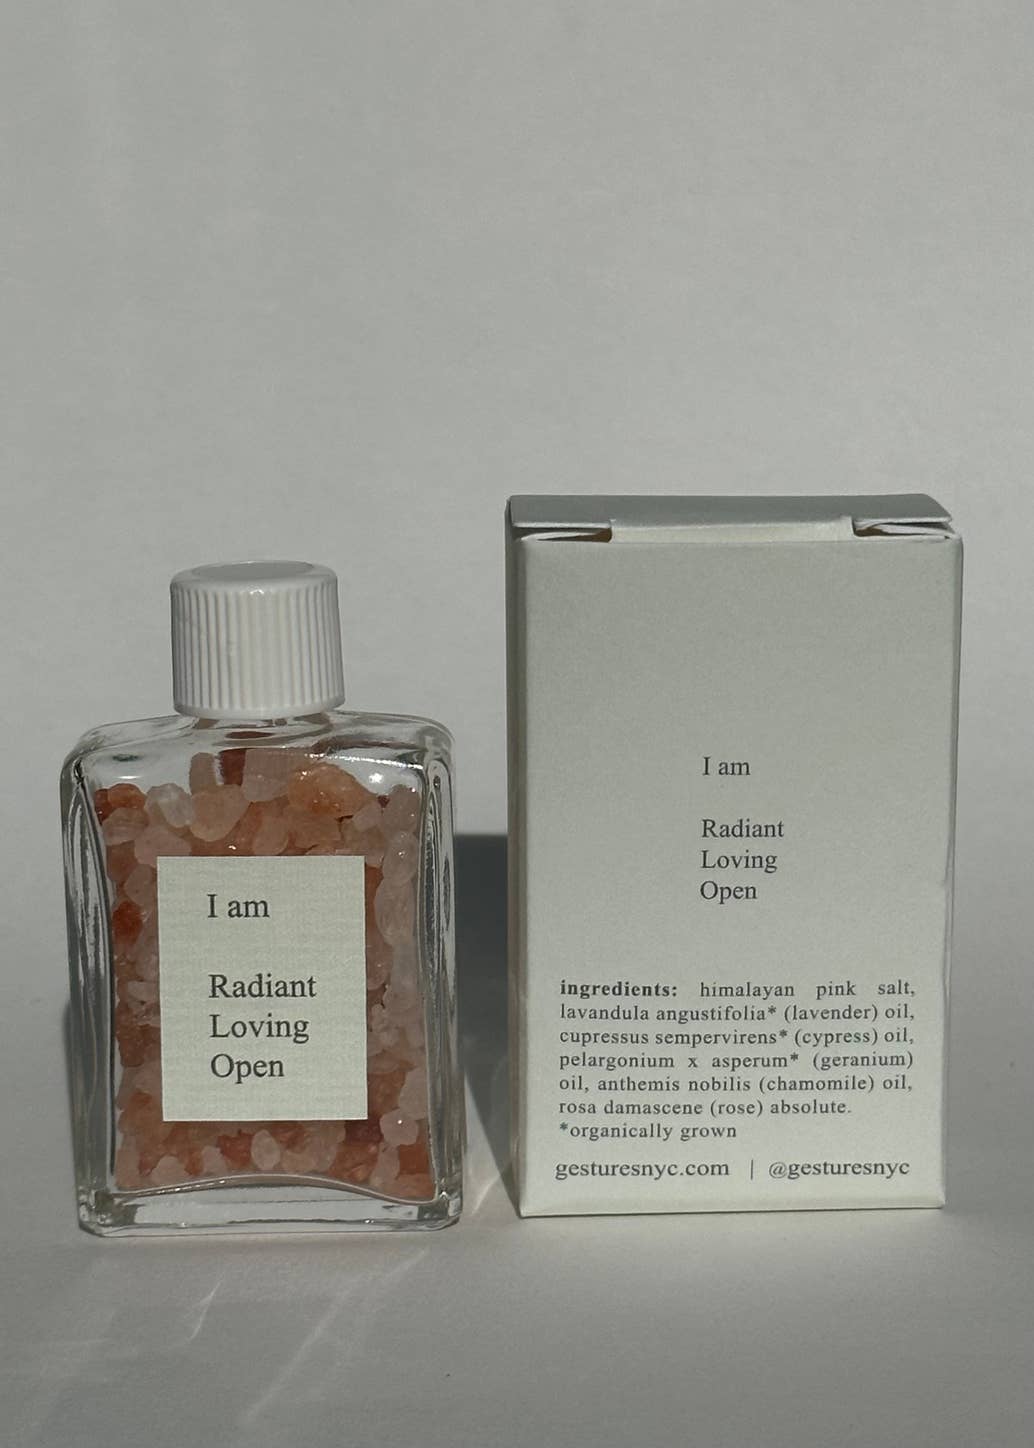 I am
Radiant
Loving
Open
I am
Radiant
Loving
Open
ingredients: himalayan pink salt,
lavandula angustifolia* (lavender) oil,
cupressus sempervirens* (cypress) oil,
pelargonium x asperum* (geranium)
oil, anthemis nobilis (chamomile) oil,
rosa damascene (rose) absolute.
*organically grown
gesturesnyc.com | @gesturesnyc